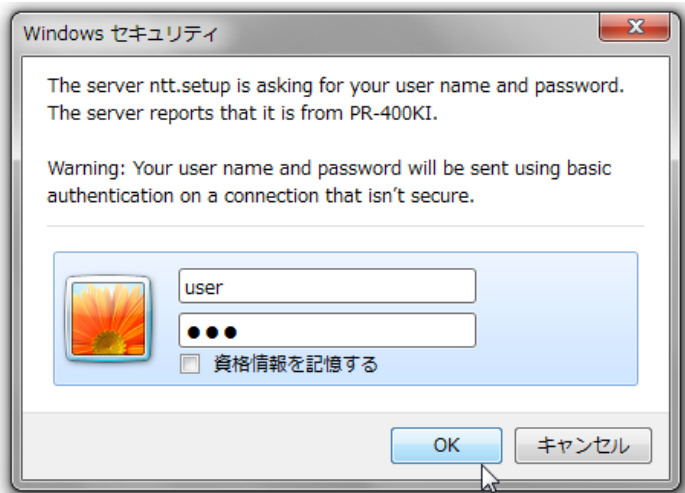 Windows セキュリティ
The server ntt.setup is asking for your user name and password.
The server reports that it is from PR-400KI.
Warning: Your user name and password will be sent using basic
authentication on a connection that isn't secure.
user
●●●
資格情報を記憶する
OK
キャンセル